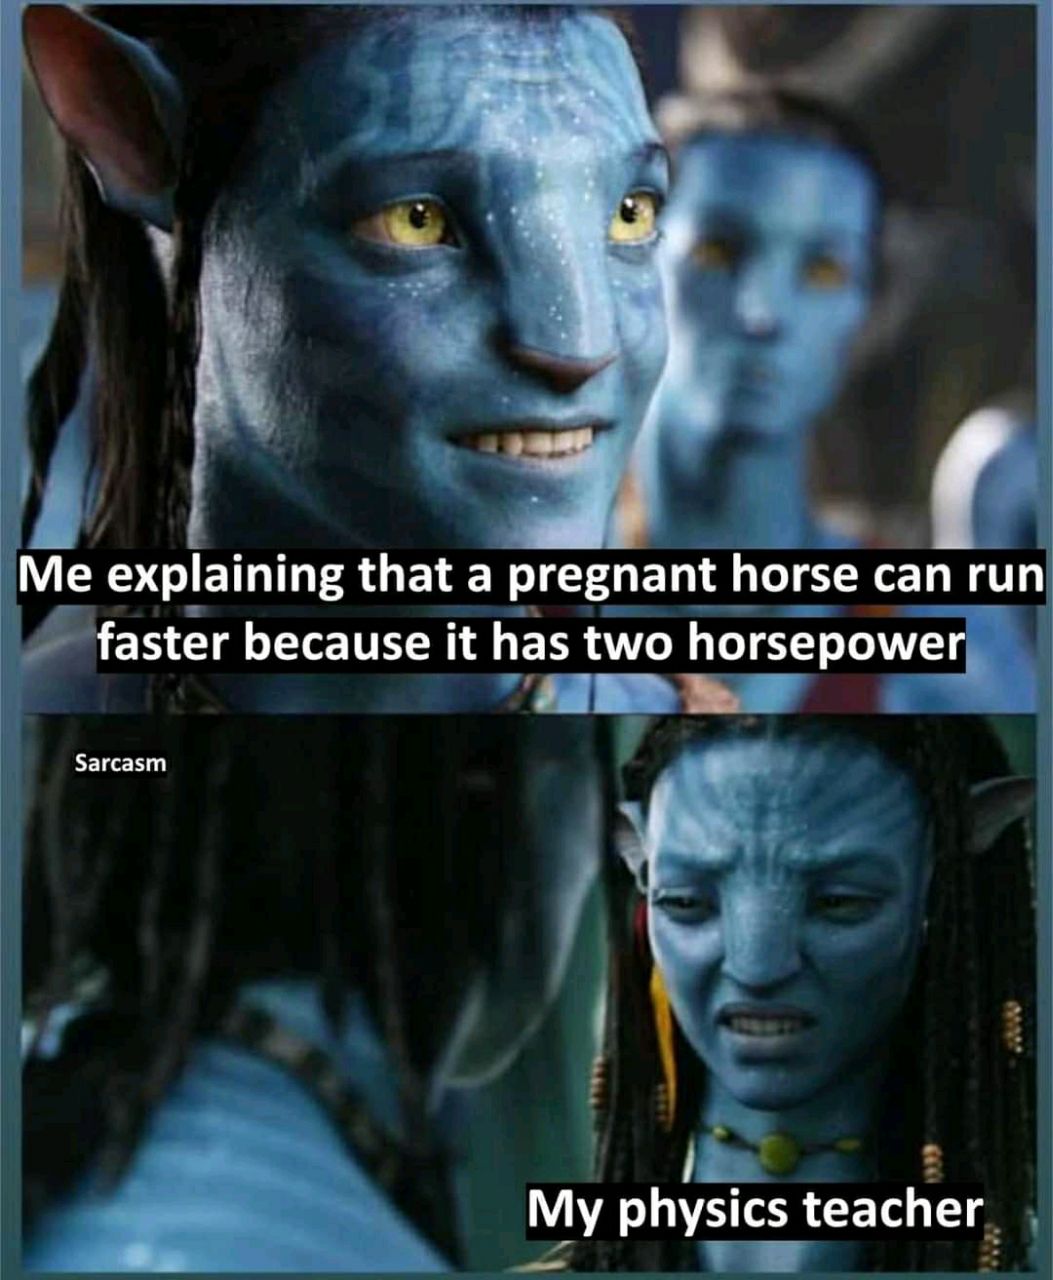 Me explaining that a pregnant horse can run
faster because it has two horsepower
Sarcasm
My physics teacher